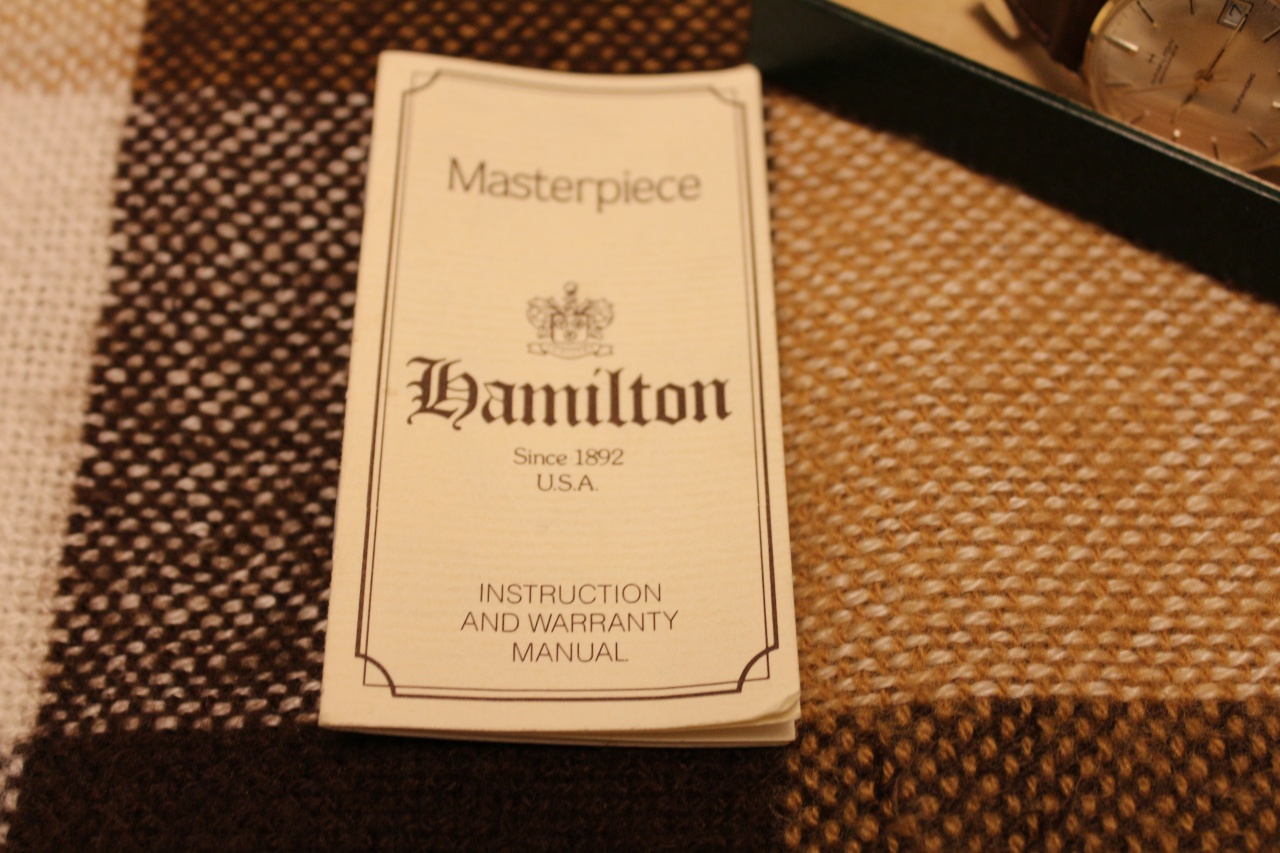 Masterpiece
Hamilton
Since 1892
U.S.A.
INSTRUCTION
AND WARRANTY
MANUAL